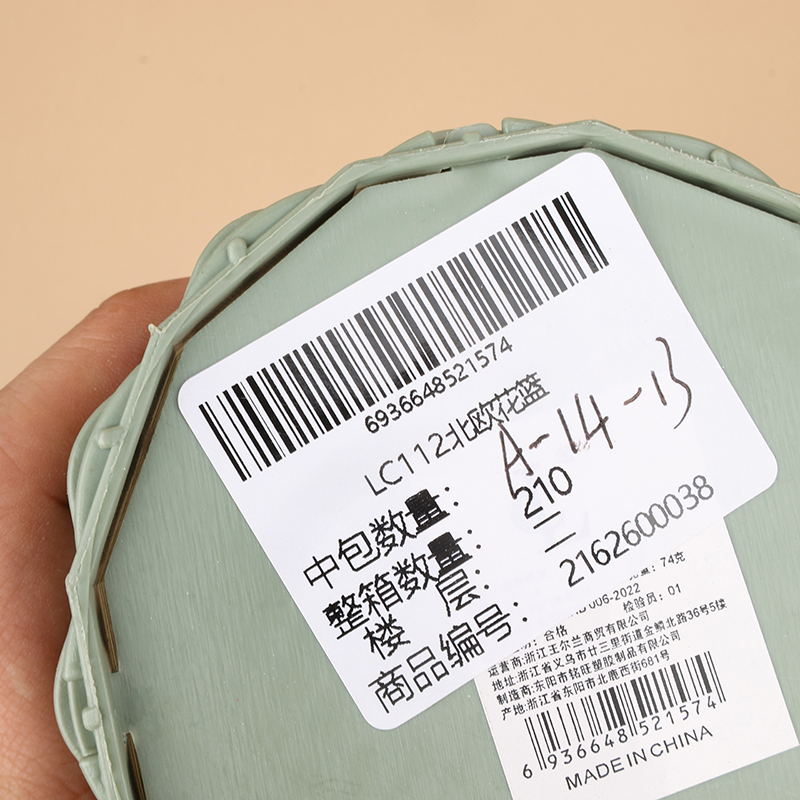 6936648521574
LC112北欧花篮
A-14-13
中包数量：
整箱数量： 210
楼 层： 二
商品编号： 2162600038
74克
006-2022
检验员：01
合格
运营商:浙江王尔兰商贸有限公司
地址:浙江省义乌市廿三里街道金麟北路36号5楼
制造商:东阳市铭旺塑胶制品有限公司
产地:浙江省东阳市北鹿西街681号
6 936648 521574
MADE IN CHINA